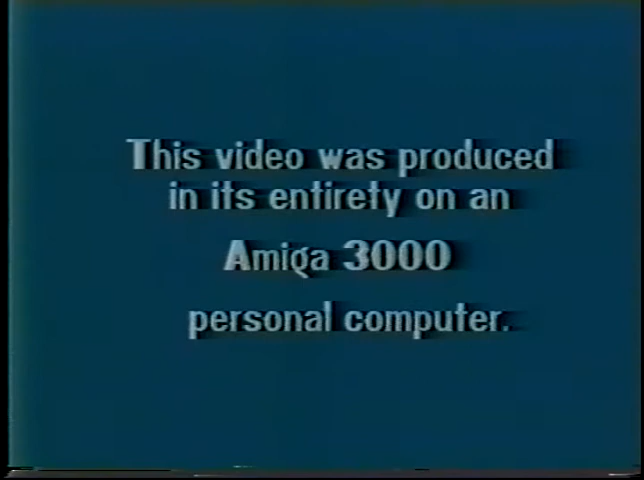 This video was produced
in its entirety on an
Amiga 3000
personal computer.